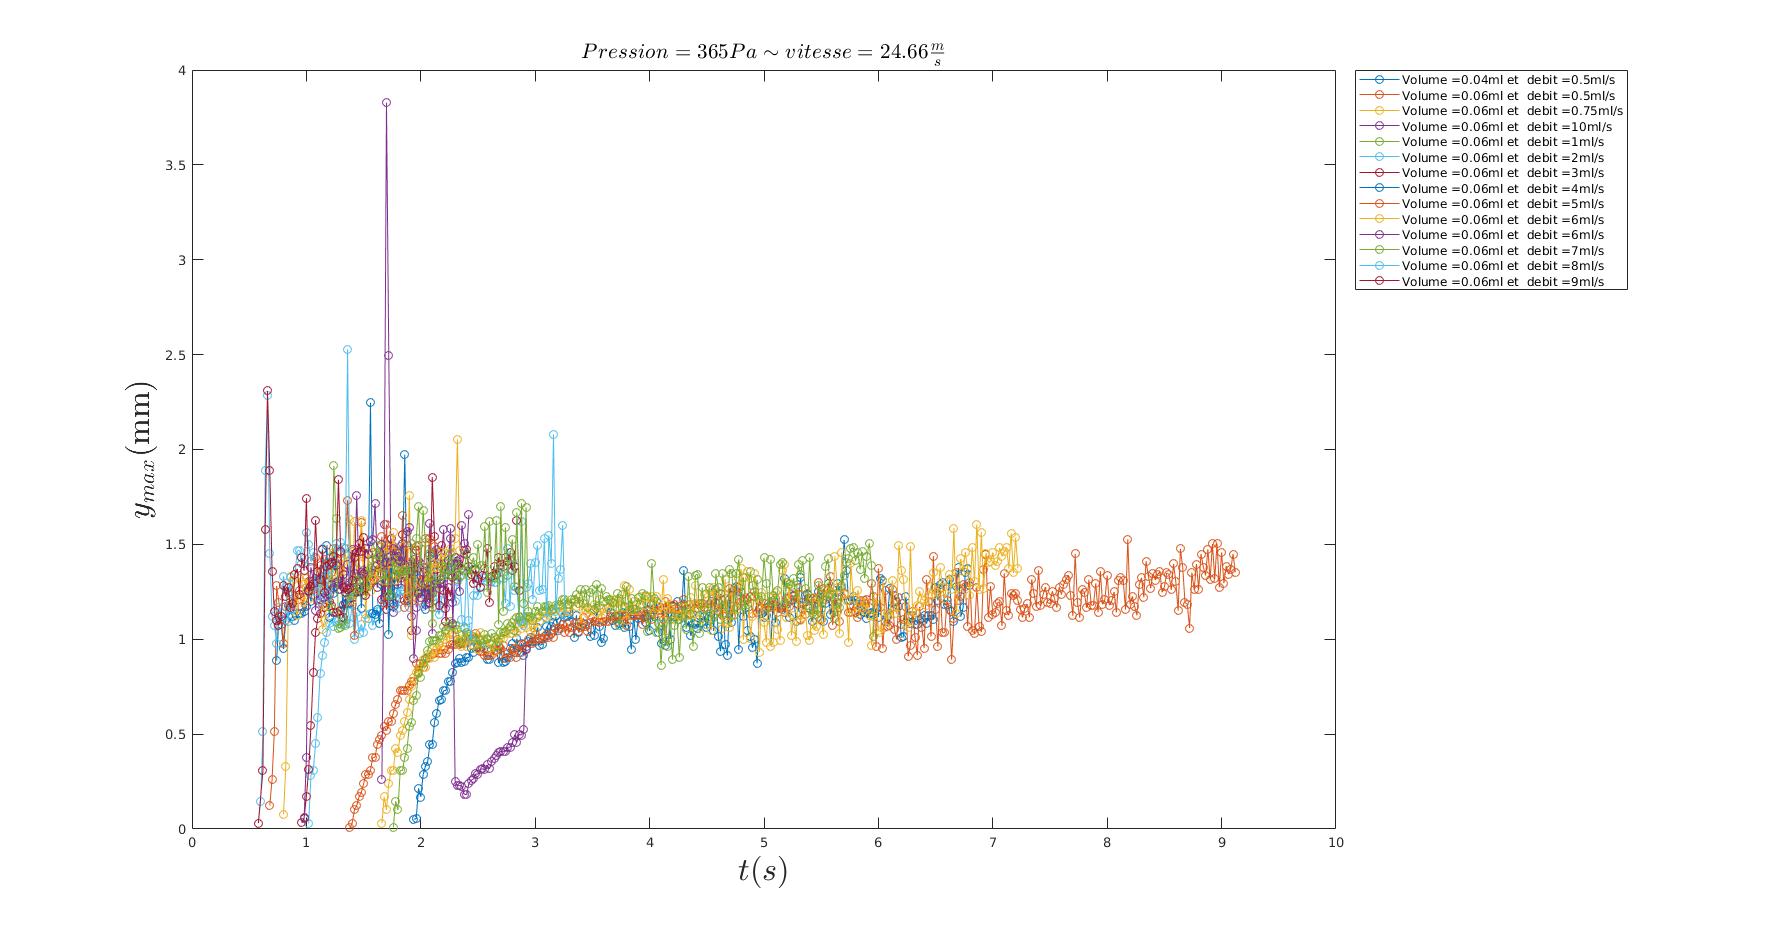 Pression = 365Pa ∼ vitesse = 24.66 m/s
4
3.5
3
2.5
2
1.5
1
0.5
0
y_max(mm)
0 1 2 3 4 5 6 7 8 9 10
t(s)
Volume =0.04ml et debit =0.5ml/s
Volume =0.06ml et debit =0.5ml/s
Volume =0.06ml et debit =0.75ml/s
Volume =0.06ml et debit =10ml/s
Volume =0.06ml et debit =1ml/s
Volume =0.06ml et debit =2ml/s
Volume =0.06ml et debit =3ml/s
Volume =0.06ml et debit =4ml/s
Volume =0.06ml et debit =5ml/s
Volume =0.06ml et debit =6ml/s
Volume =0.06ml et debit =6ml/s
Volume =0.06ml et debit =7ml/s
Volume =0.06ml et debit =8ml/s
Volume =0.06ml et debit =9ml/s